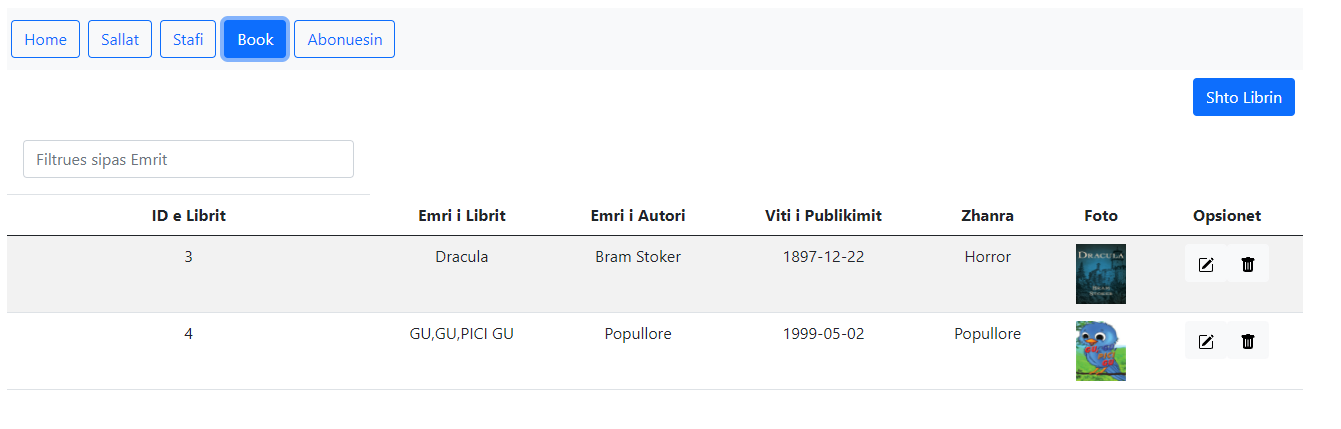 Home Sallat Stafi Book Abonuesin
Shto Librin
Filtrues sipas Emrit
ID e Librit Emri i Librit Emri i Autori Viti i Publikimit Zhanra Foto Opsionet
3 Dracula Bram Stoker 1897-12-22 Horror
DRACULA
BRAM
STOKER
4 GU,GU,PICI GU Popullore 1999-05-02 Popullore